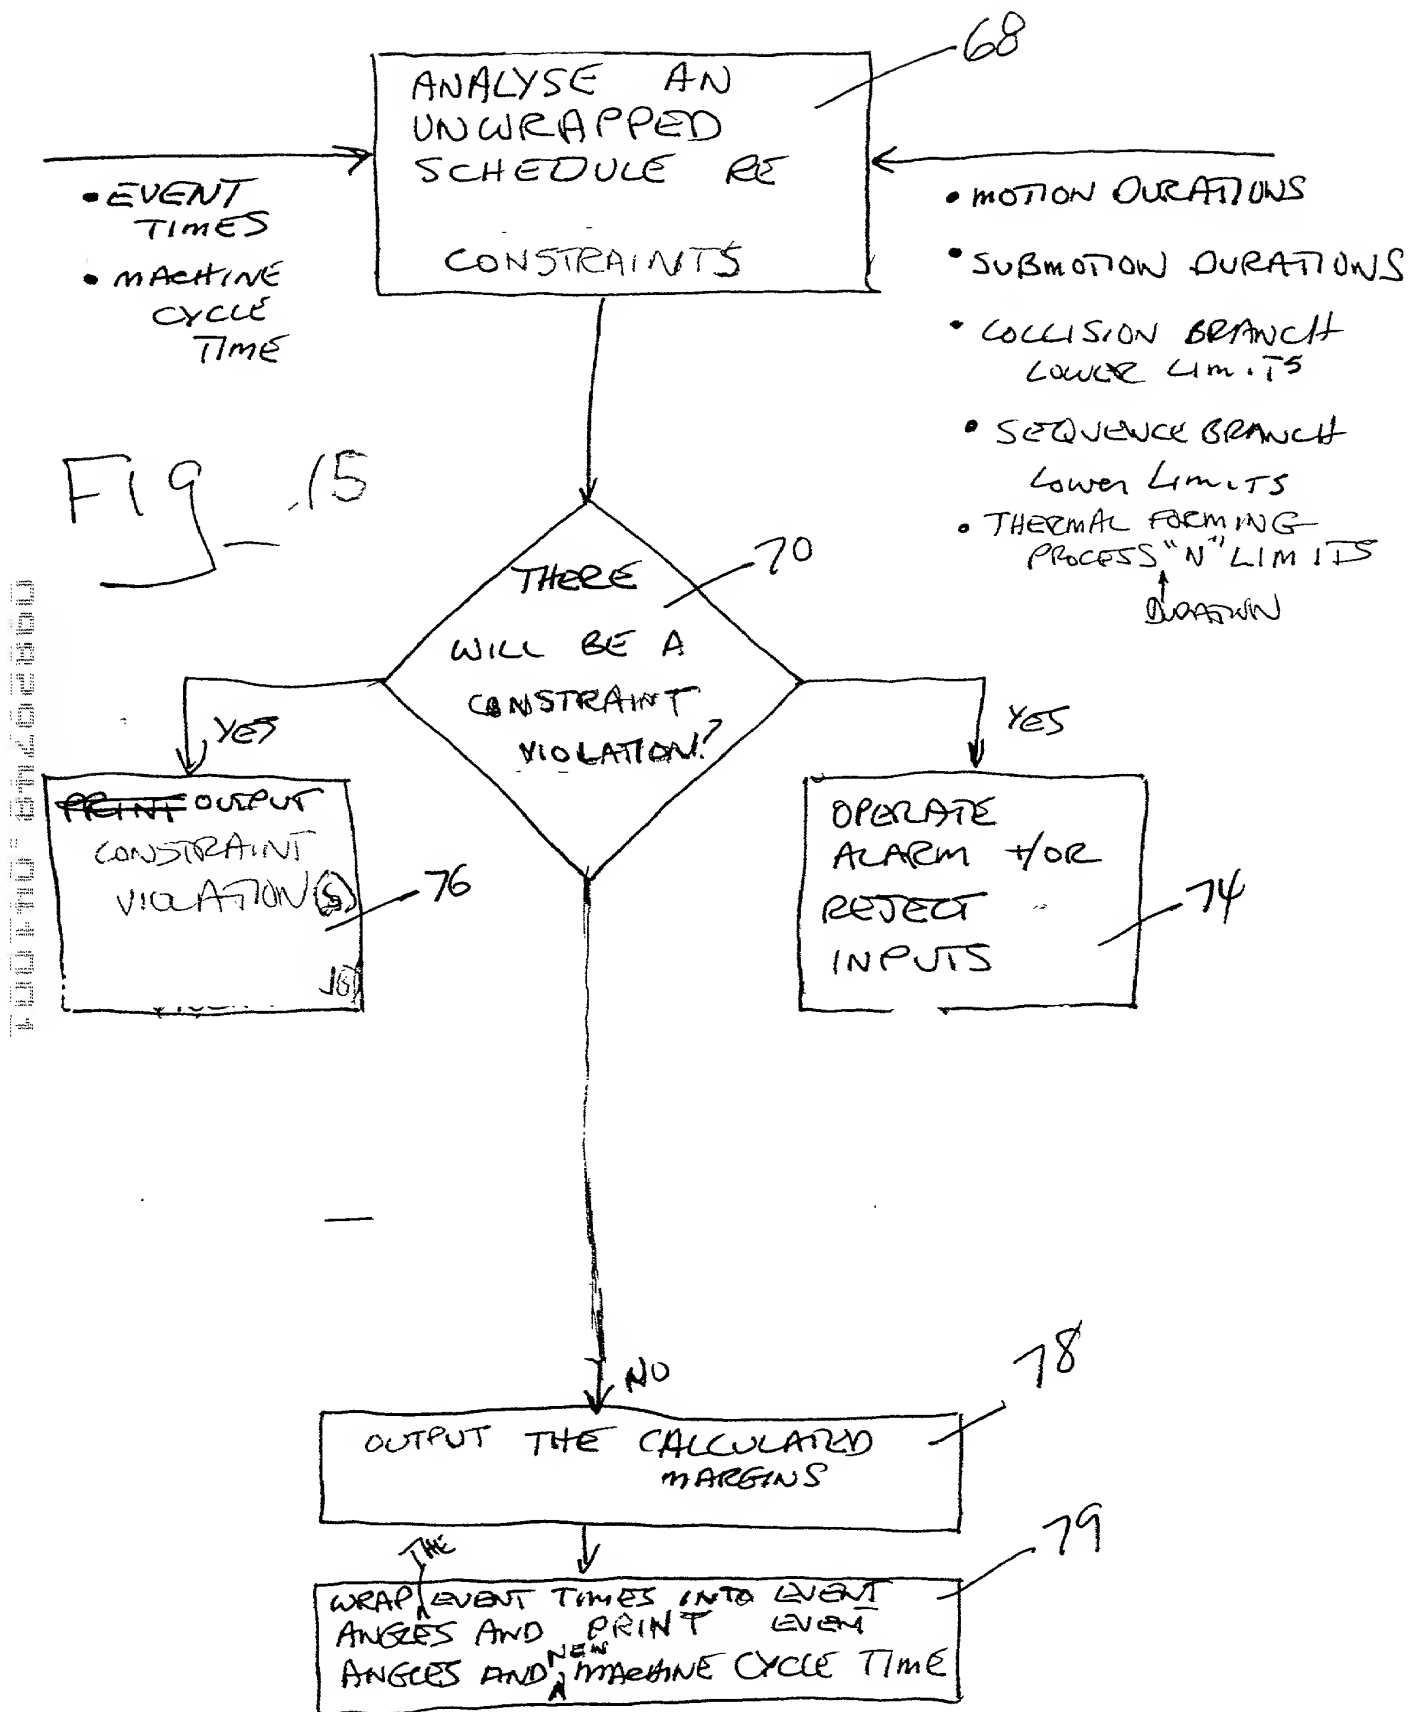 68
ANALYSE AN
UNWRAPPED
SCHEDULE RE
CONSTRAINTS
• EVENT
TIMES
• MACHINE
CYCLE
TIME
• MOTION DURATIONS
• SUBMOTION DURATIONS
• COLLISION BRANCH
LOWER LIMITS
• SEQUENCE BRANCH
LOWER LIMITS
• THERMAL FORMING
PROCESS "N" LIMITS
DURATION
Fig_.15
70
THERE
WILL BE A
CONSTRAINT
VIOLATION?
YES
YES
PRINT OUTPUT
CONSTRAINT
VIOLATION(S)
76
OPERATE
ALARM +/OR
REJECT
INPUTS
74
NO
78
OUTPUT THE CALCULATED
MARGINS
79
THE
WRAP EVENT TIMES INTO EVENT
ANGLES AND PRINT EVENT
NEW
ANGLES AND MACHINE CYCLE TIME